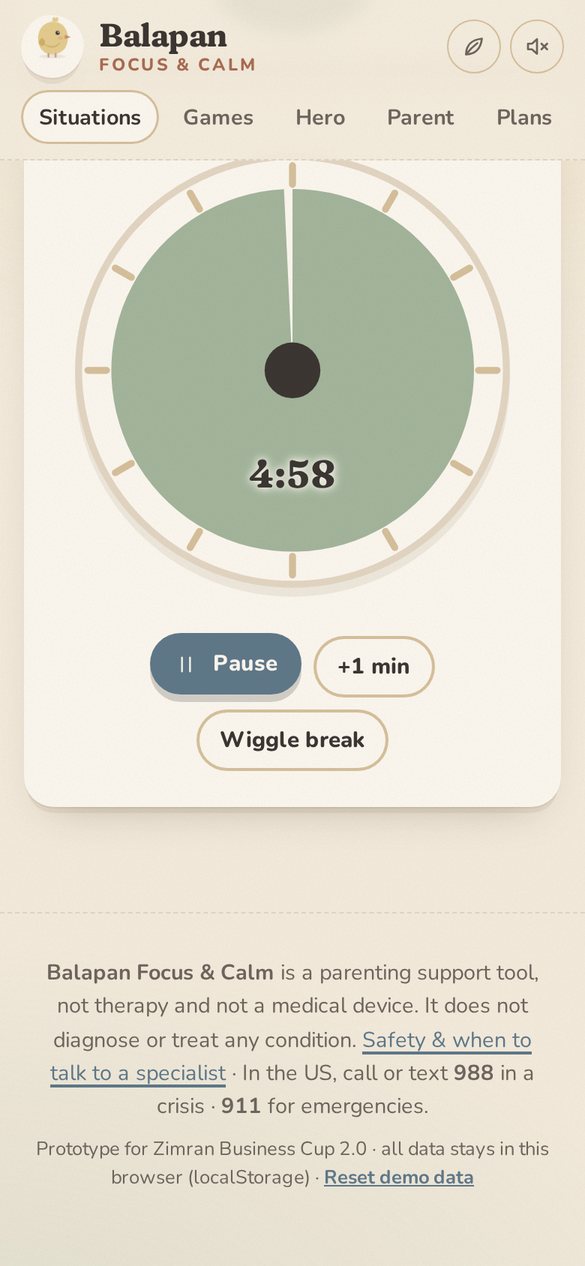 Balapan
FOCUS & CALM
Situations Games Hero Parent Plans
4:58
Pause +1 min
Wiggle break
Balapan Focus & Calm is a parenting support tool,
not therapy and not a medical device. It does not
diagnose or treat any condition. Safety & when to
talk to a specialist · In the US, call or text 988 in a
crisis · 911 for emergencies.
Prototype for Zimran Business Cup 2.0 · all data stays in this
browser (localStorage) · Reset demo data